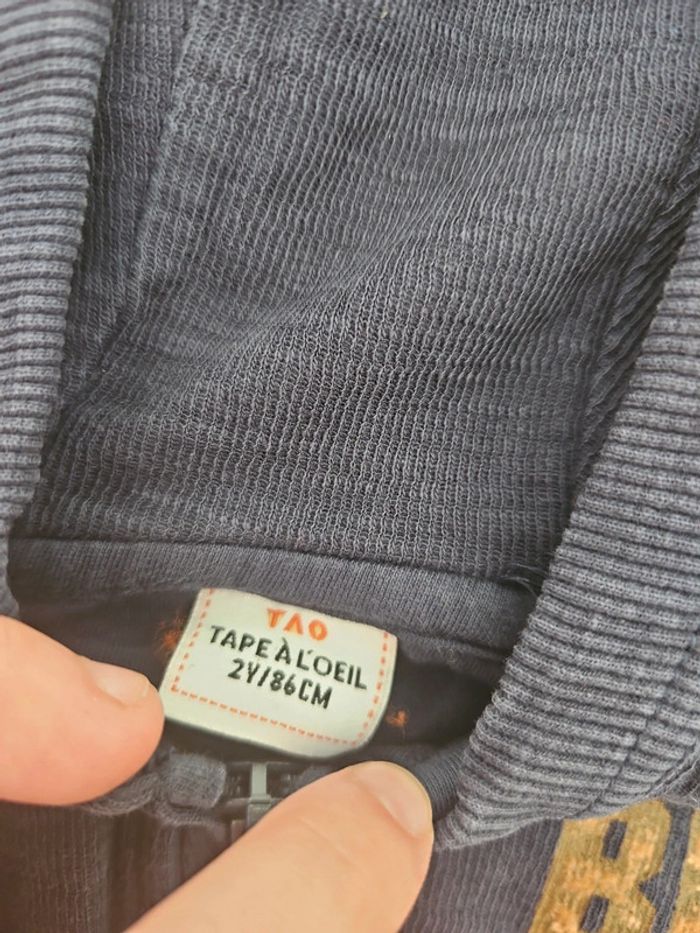 TAO
TAPE À L'OEIL
2Y/86CM
B